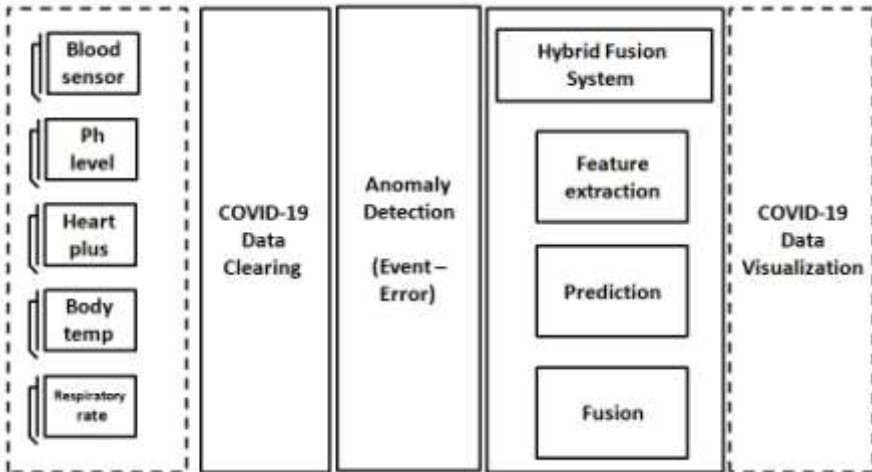 Blood
sensor
Ph
level
Heart
plus
Body
temp
Respiratory
rate
COVID-19
Data
Clearing
Anomaly
Detection
(Event –
Error)
Hybrid Fusion
System
Feature
extraction
Prediction
Fusion
COVID-19
Data
Visualization